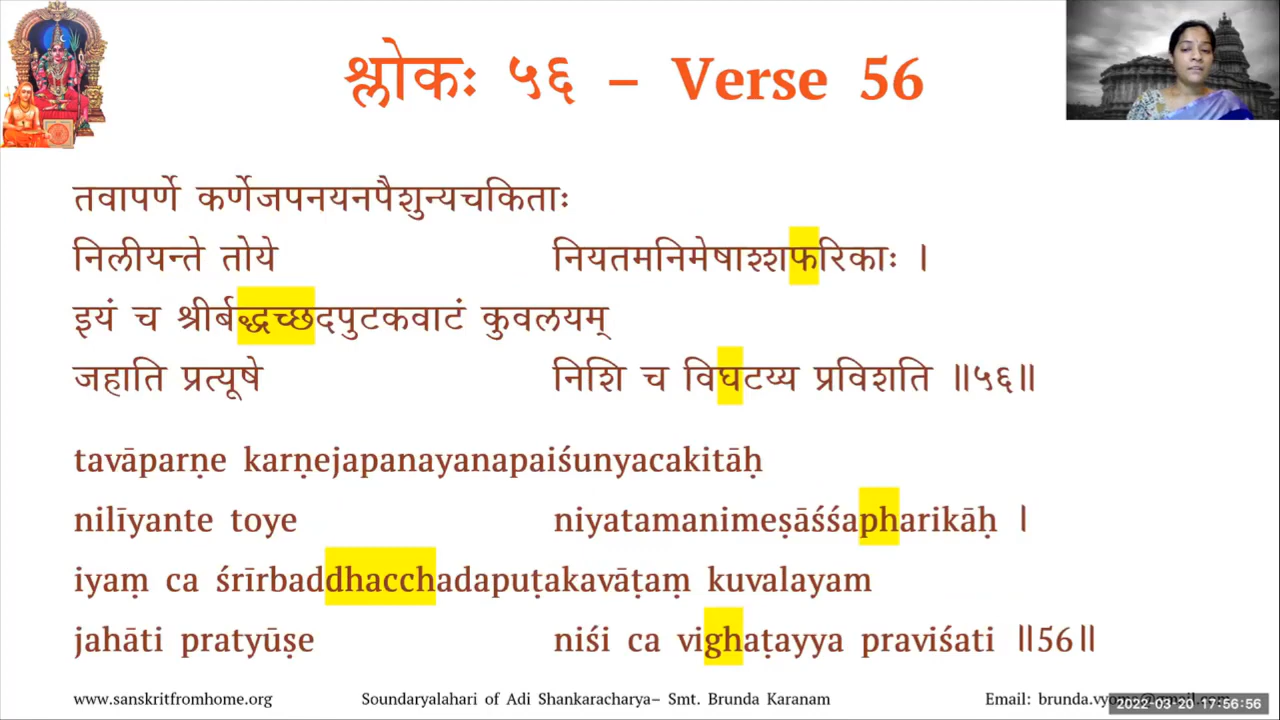 श्लोकः ५६ – Verse 56
तवापर्णे कर्णेजपनयनपैशुन्यचकिताः
निलीयन्ते तोये नियतमनिमेषाश्शफरिकाः ।
इयं च श्रीर्बद्धच्छदपुटकवाटं कुवलयम्
जहाति प्रत्यूषे निशि च विघटय्य प्रविशति ॥५६॥
tavāparṇe karṇejapanayanapaiśunyacakitāḥ
nilīyante toye niyatamanimeṣāśśapharikāḥ ।
iyaṃ ca śrīrbaddhacchadapuṭakavāṭaṃ kuvalayam
jahāti pratyūṣe niśi ca vighaṭayya praviśati ॥56॥
www.sanskritfromhome.org Soundaryalahari of Adi Shankaracharya– Smt. Brunda Karanam Email:
2022-03-20 17:56:56